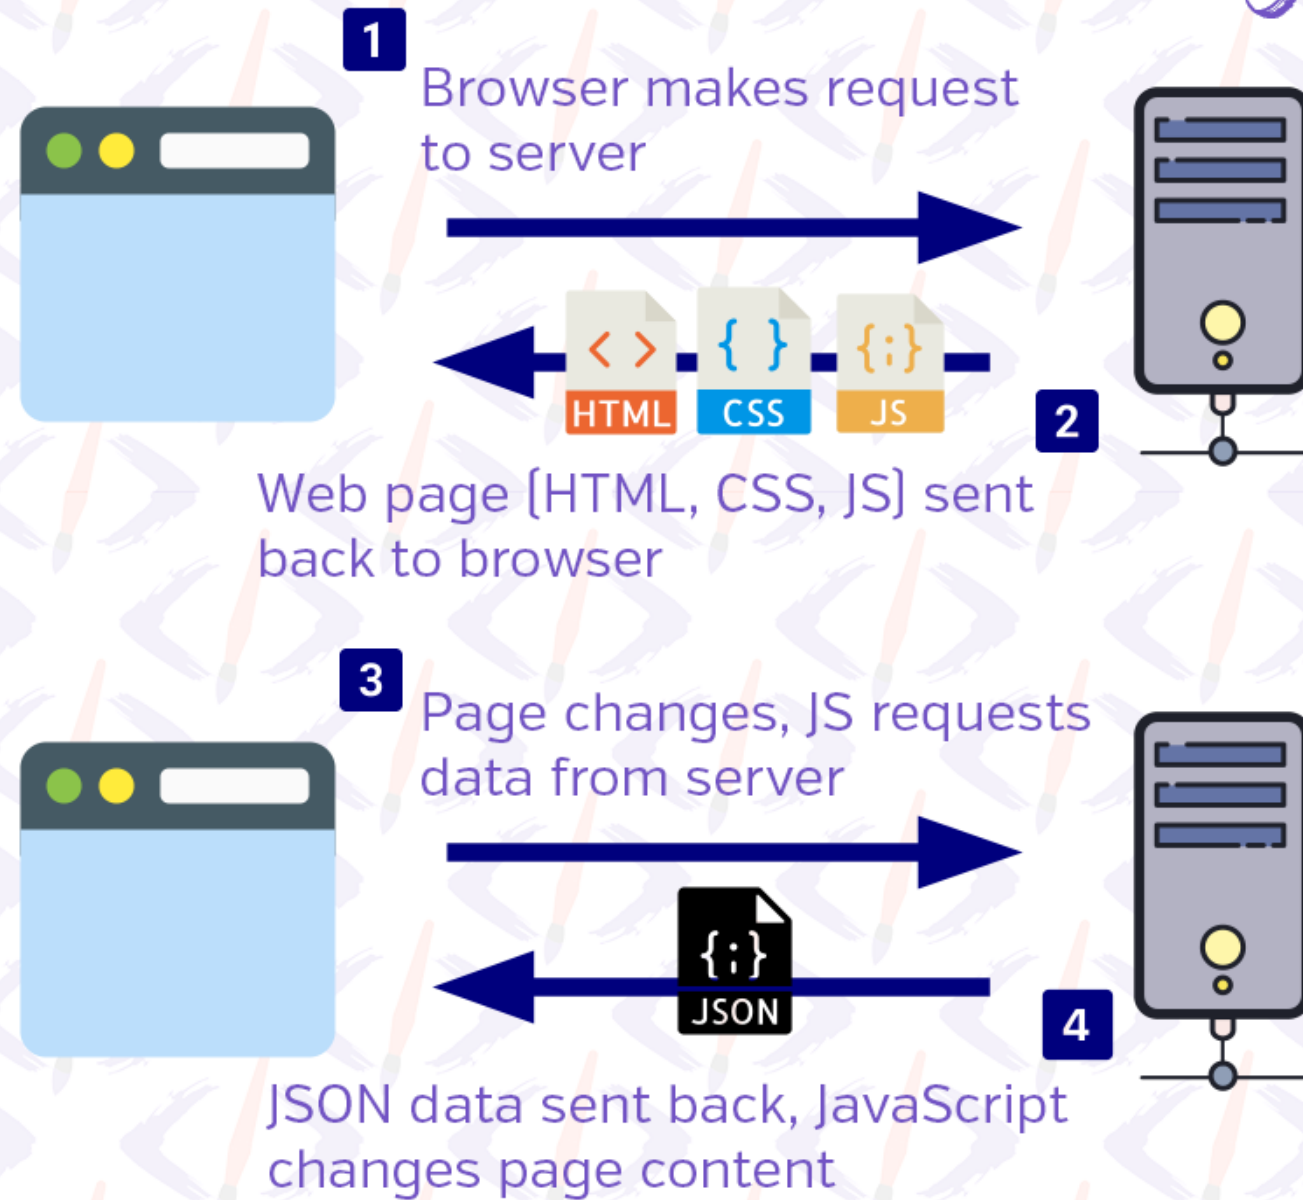 1
Browser makes request
to server
< >
HTML
{ }
CSS
{;}
JS
2
Web page (HTML, CSS, JS) sent
back to browser
3
Page changes, JS requests
data from server
{;}
JSON
4
JSON data sent back, JavaScript
changes page content